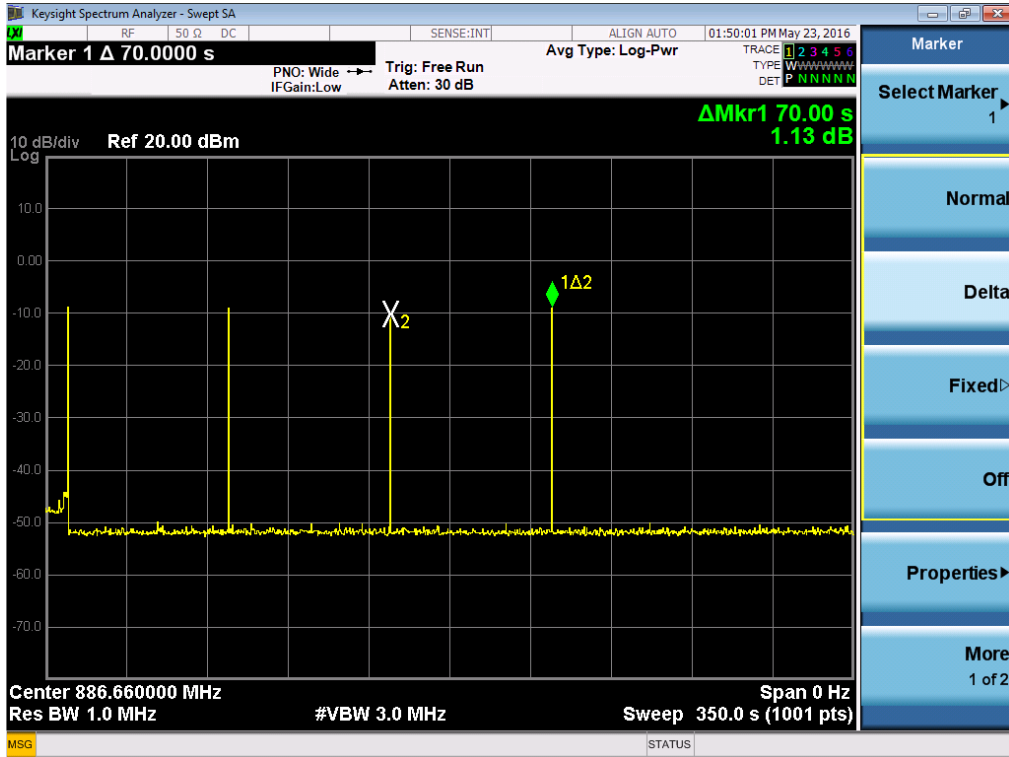 Keysight Spectrum Analyzer - Swept SA
LXI RF 50 Ω DC SENSE:INT ALIGN AUTO 01:50:01 PM May 23, 2016
Marker 1 Δ 70.0000 s
PNO: Wide
IFGain:Low
Trig: Free Run
Atten: 30 dB
Avg Type: Log-Pwr
TRACE 1 2 3 4 5 6
TYPE WWWWWW
DET P N N N N N
ΔMkr1 70.00 s
1.13 dB
10 dB/div Ref 20.00 dBm
Log
10.0
0.00
-10.0
-20.0
-30.0
-40.0
-50.0
-60.0
-70.0
1Δ2
X2
Center 886.660000 MHz Span 0 Hz
Res BW 1.0 MHz #VBW 3.0 MHz Sweep 350.0 s (1001 pts)
MSG STATUS
Marker
Select Marker
1
Normal
Delta
Fixed
Off
Properties
More
1 of 2